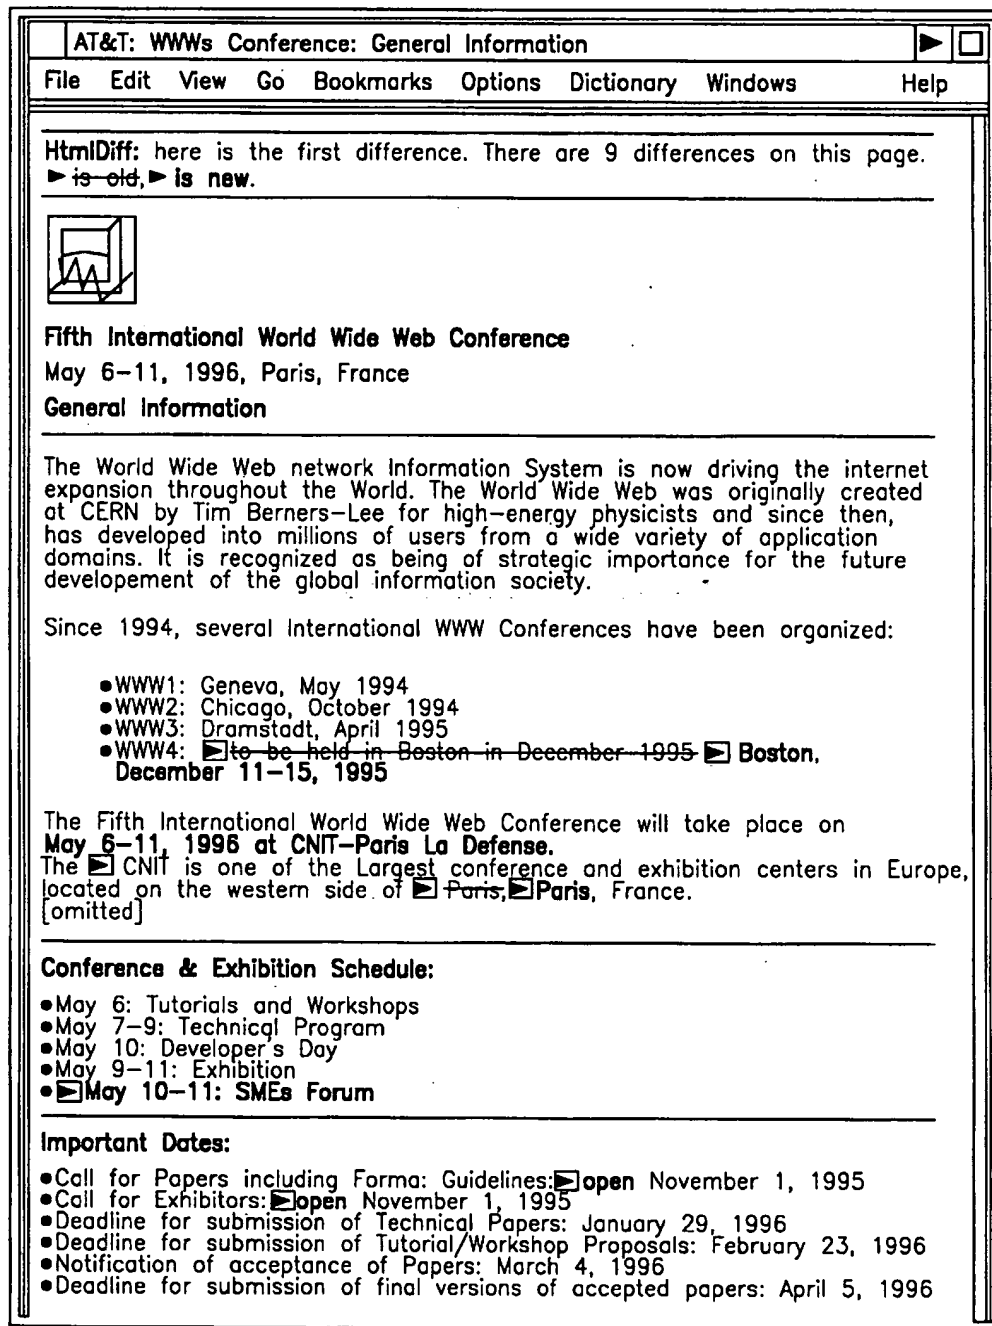 AT&T: WWWs Conference: General Information
File Edit View Go Bookmarks Options Dictionary Windows Help
HtmlDiff: here is the first difference. There are 9 differences on this page.
is old, is new.
Fifth International World Wide Web Conference
May 6-11, 1996, Paris, France
General Information
The World Wide Web network Information System is now driving the internet
expansion throughout the World. The World Wide Web was originally created
at CERN by Tim Berners-Lee for high-energy physicists and since then,
has developed into millions of users from a wide variety of application
domains. It is recognized as being of strategic importance for the future
developement of the global information society.
Since 1994, several International WWW Conferences have been organized:
•WWW1: Geneva, May 1994
•WWW2: Chicago, October 1994
•WWW3: Dramstadt, April 1995
•WWW4: to be held in Boston in December 1995 Boston,
December 11-15, 1995
The Fifth International World Wide Web Conference will take place on
May 6-11, 1996 at CNIT-Paris La Defense.
The CNIT is one of the Largest conference and exhibition centers in Europe,
located on the western side of Paris, Paris, France.
[omitted]
Conference & Exhibition Schedule:
•May 6: Tutorials and Workshops
•May 7-9: Technical Program
•May 10: Developer's Day
•May 9-11: Exhibition
•May 10-11: SMEs Forum
Important Dates:
•Call for Papers including Forma: Guidelines: open November 1, 1995
•Call for Exhibitors: open November 1, 1995
•Deadline for submission of Technical Papers: January 29, 1996
•Deadline for submission of Tutorial/Workshop Proposals: February 23, 1996
•Notification of acceptance of Papers: March 4, 1996
•Deadline for submission of final versions of accepted papers: April 5, 1996